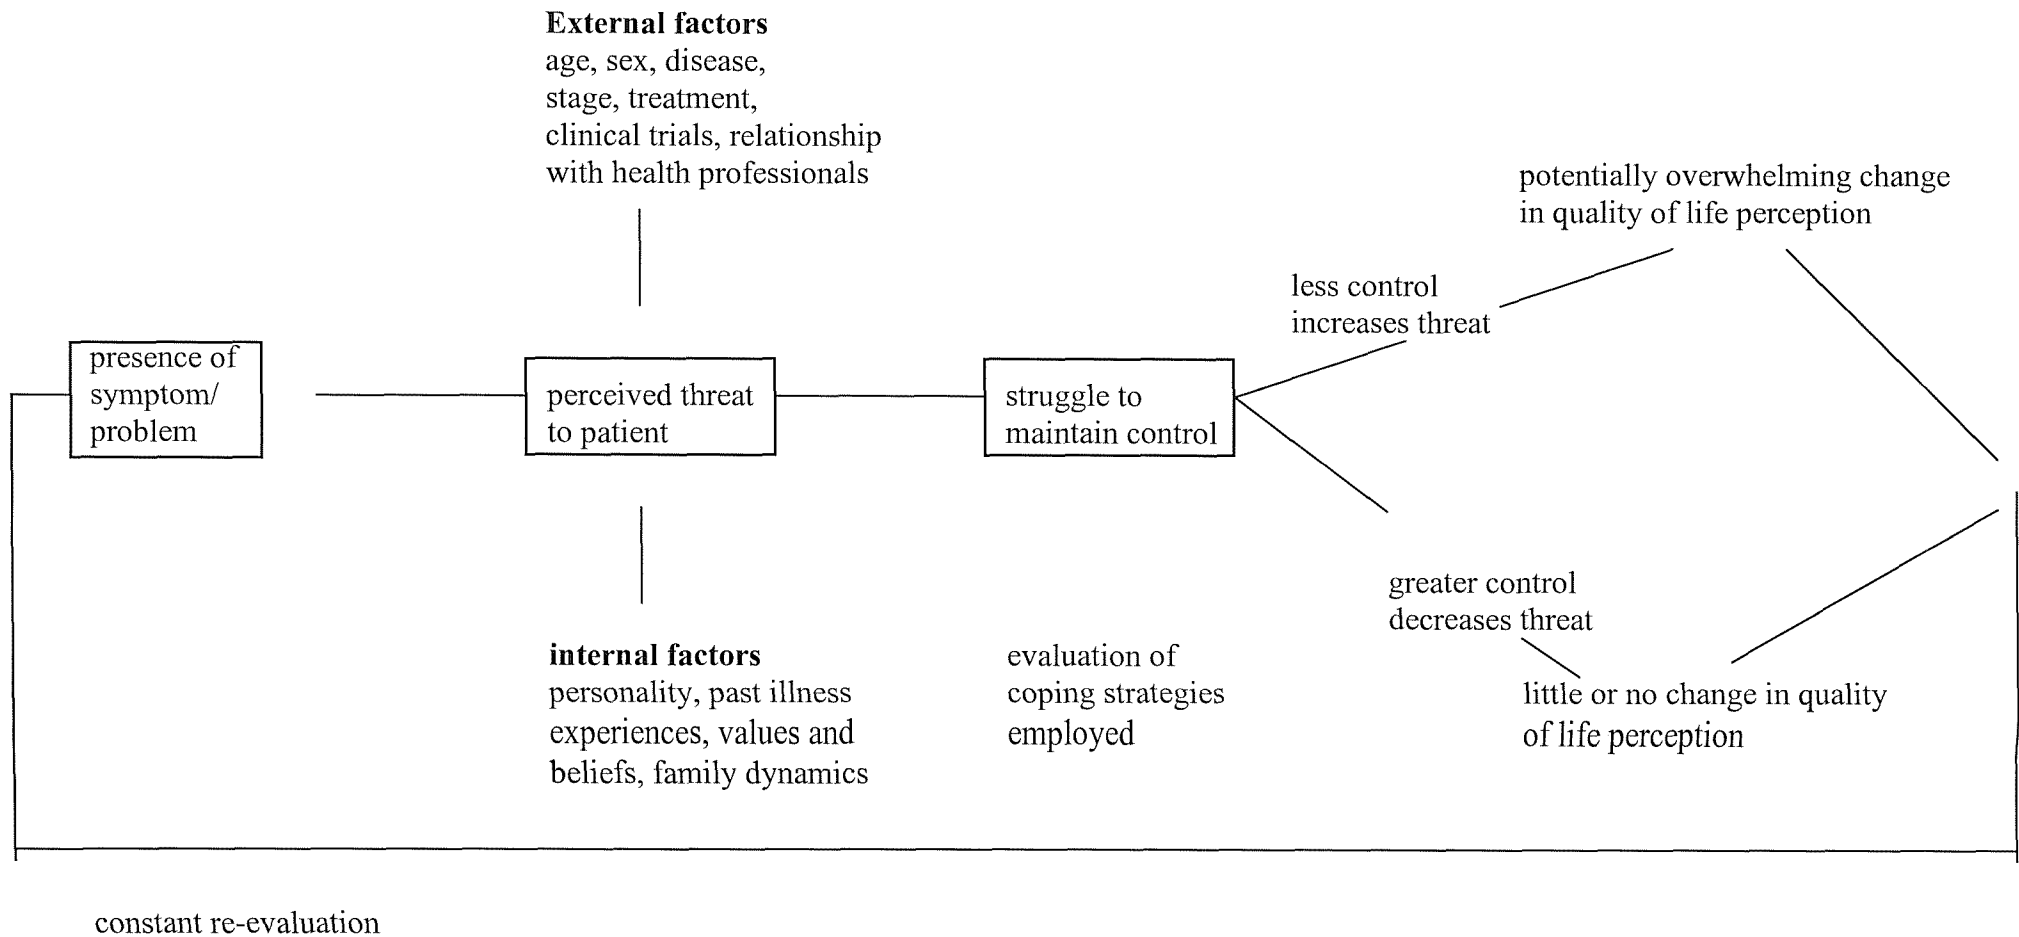 External factors
age, sex, disease,
stage, treatment,
clinical trials, relationship
with health professionals
potentially overwhelming change
in quality of life perception
less control
increases threat
presence of
symptom/
problem
perceived threat
to patient
struggle to
maintain control
greater control
decreases threat
internal factors
personality, past illness
experiences, values and
beliefs, family dynamics
evaluation of
coping strategies
employed
little or no change in quality
of life perception
constant re-evaluation